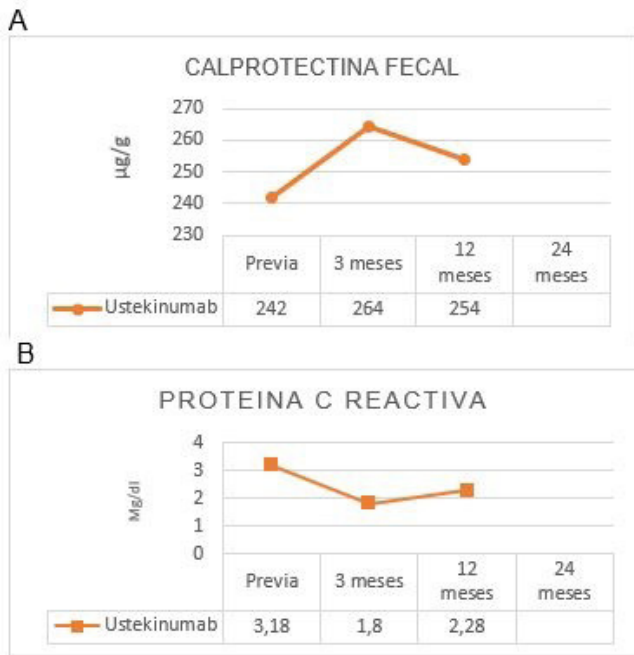 A
CALPROTECTINA FECAL
µg/g
270
260
250
240
230
Previa 3 meses 12 meses 24 meses
Ustekinumab 242 264 254
B
PROTEINA C REACTIVA
Mg/dl
4
3
2
1
0
Previa 3 meses 12 meses 24 meses
Ustekinumab 3,18 1,8 2,28